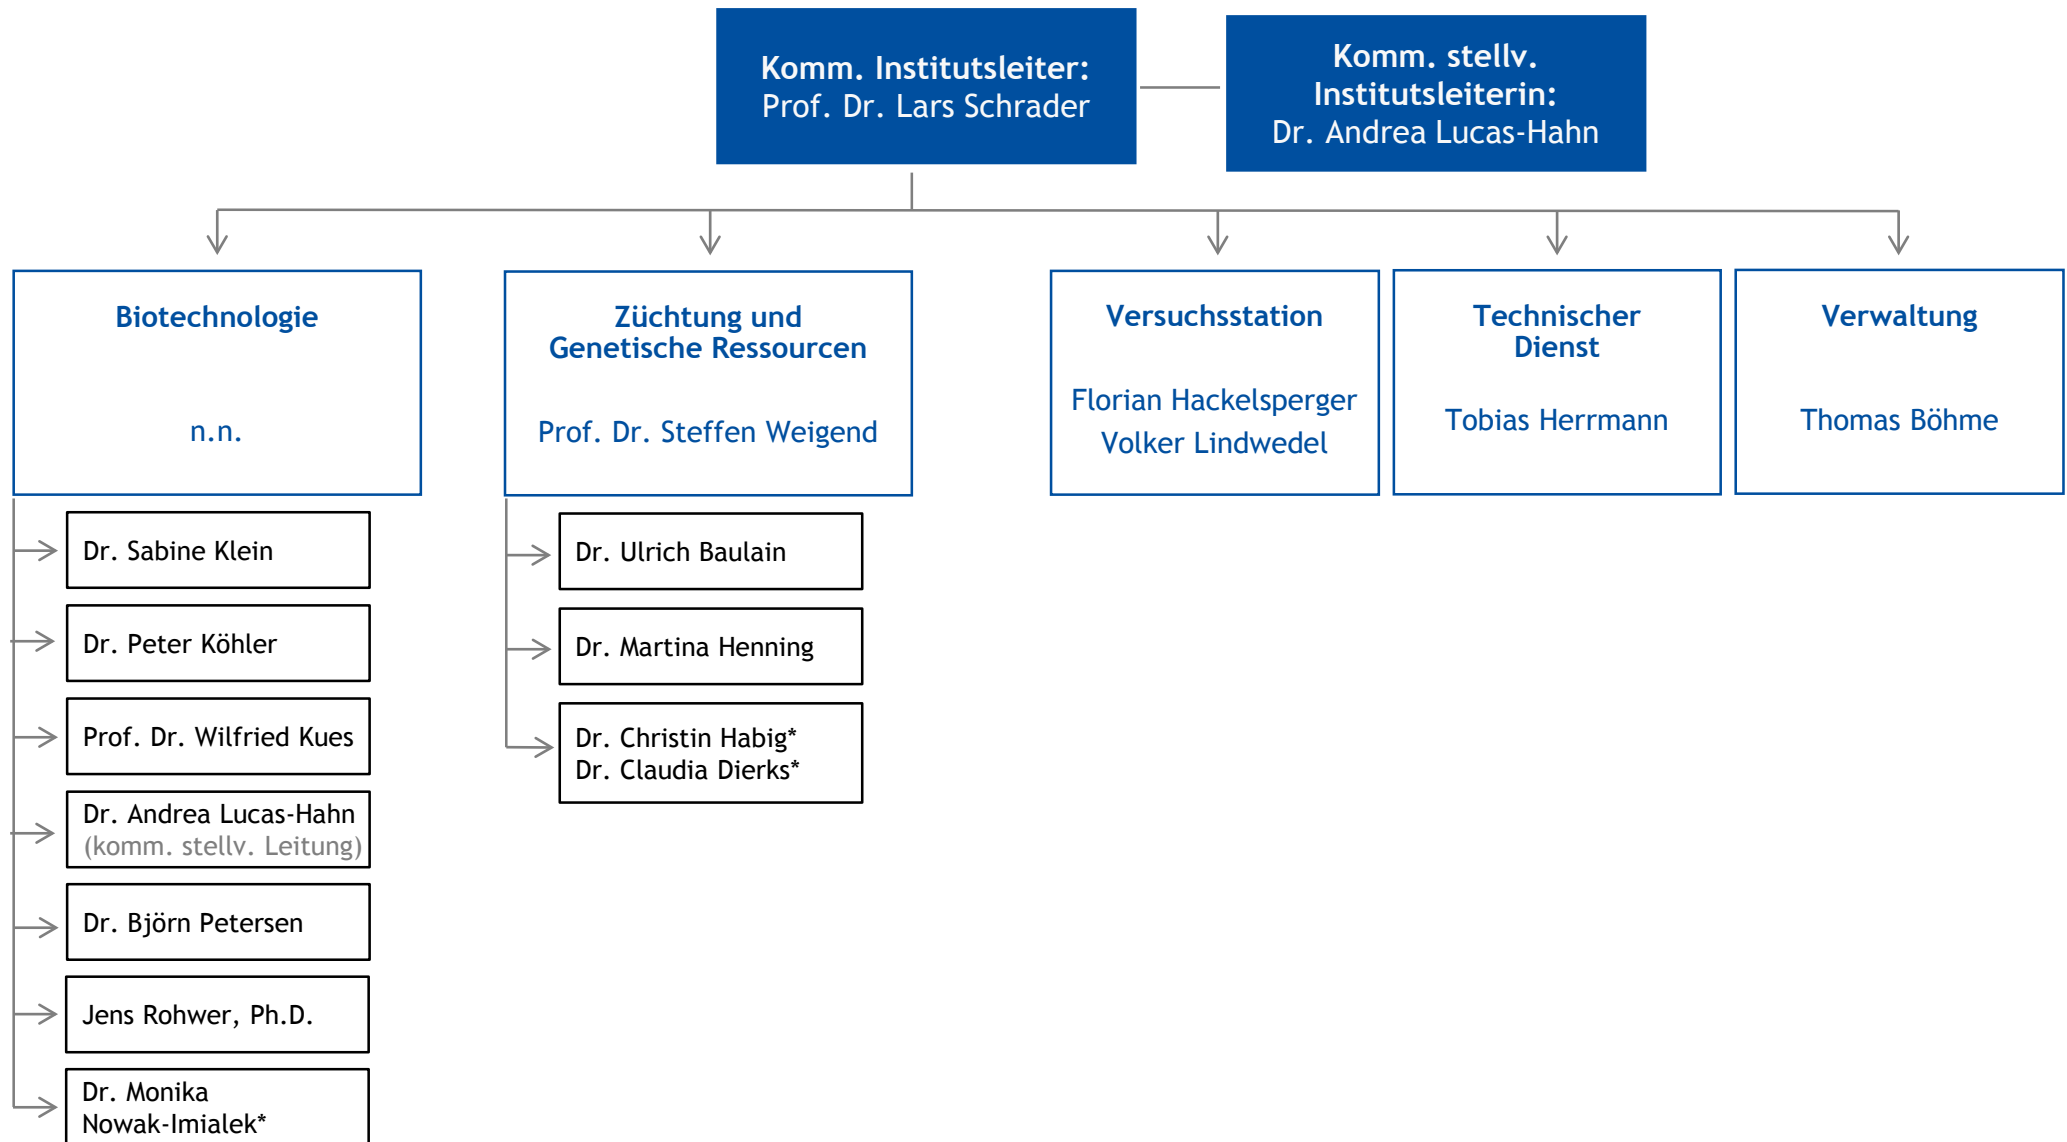 Komm. Institutsleiter:
Prof. Dr. Lars Schrader
Komm. stellv.
Institutsleiterin:
Dr. Andrea Lucas-Hahn
Biotechnologie
n.n.
Züchtung und
Genetische Ressourcen
Prof. Dr. Steffen Weigend
Versuchsstation
Florian Hackelsperger
Volker Lindwedel
Technischer
Dienst
Tobias Herrmann
Verwaltung
Thomas Böhme
Dr. Sabine Klein
Dr. Peter Köhler
Prof. Dr. Wilfried Kues
Dr. Andrea Lucas-Hahn
(komm. stellv. Leitung)
Dr. Björn Petersen
Jens Rohwer, Ph.D.
Dr. Monika
Nowak-Imialek*
Dr. Ulrich Baulain
Dr. Martina Henning
Dr. Christin Habig*
Dr. Claudia Dierks*